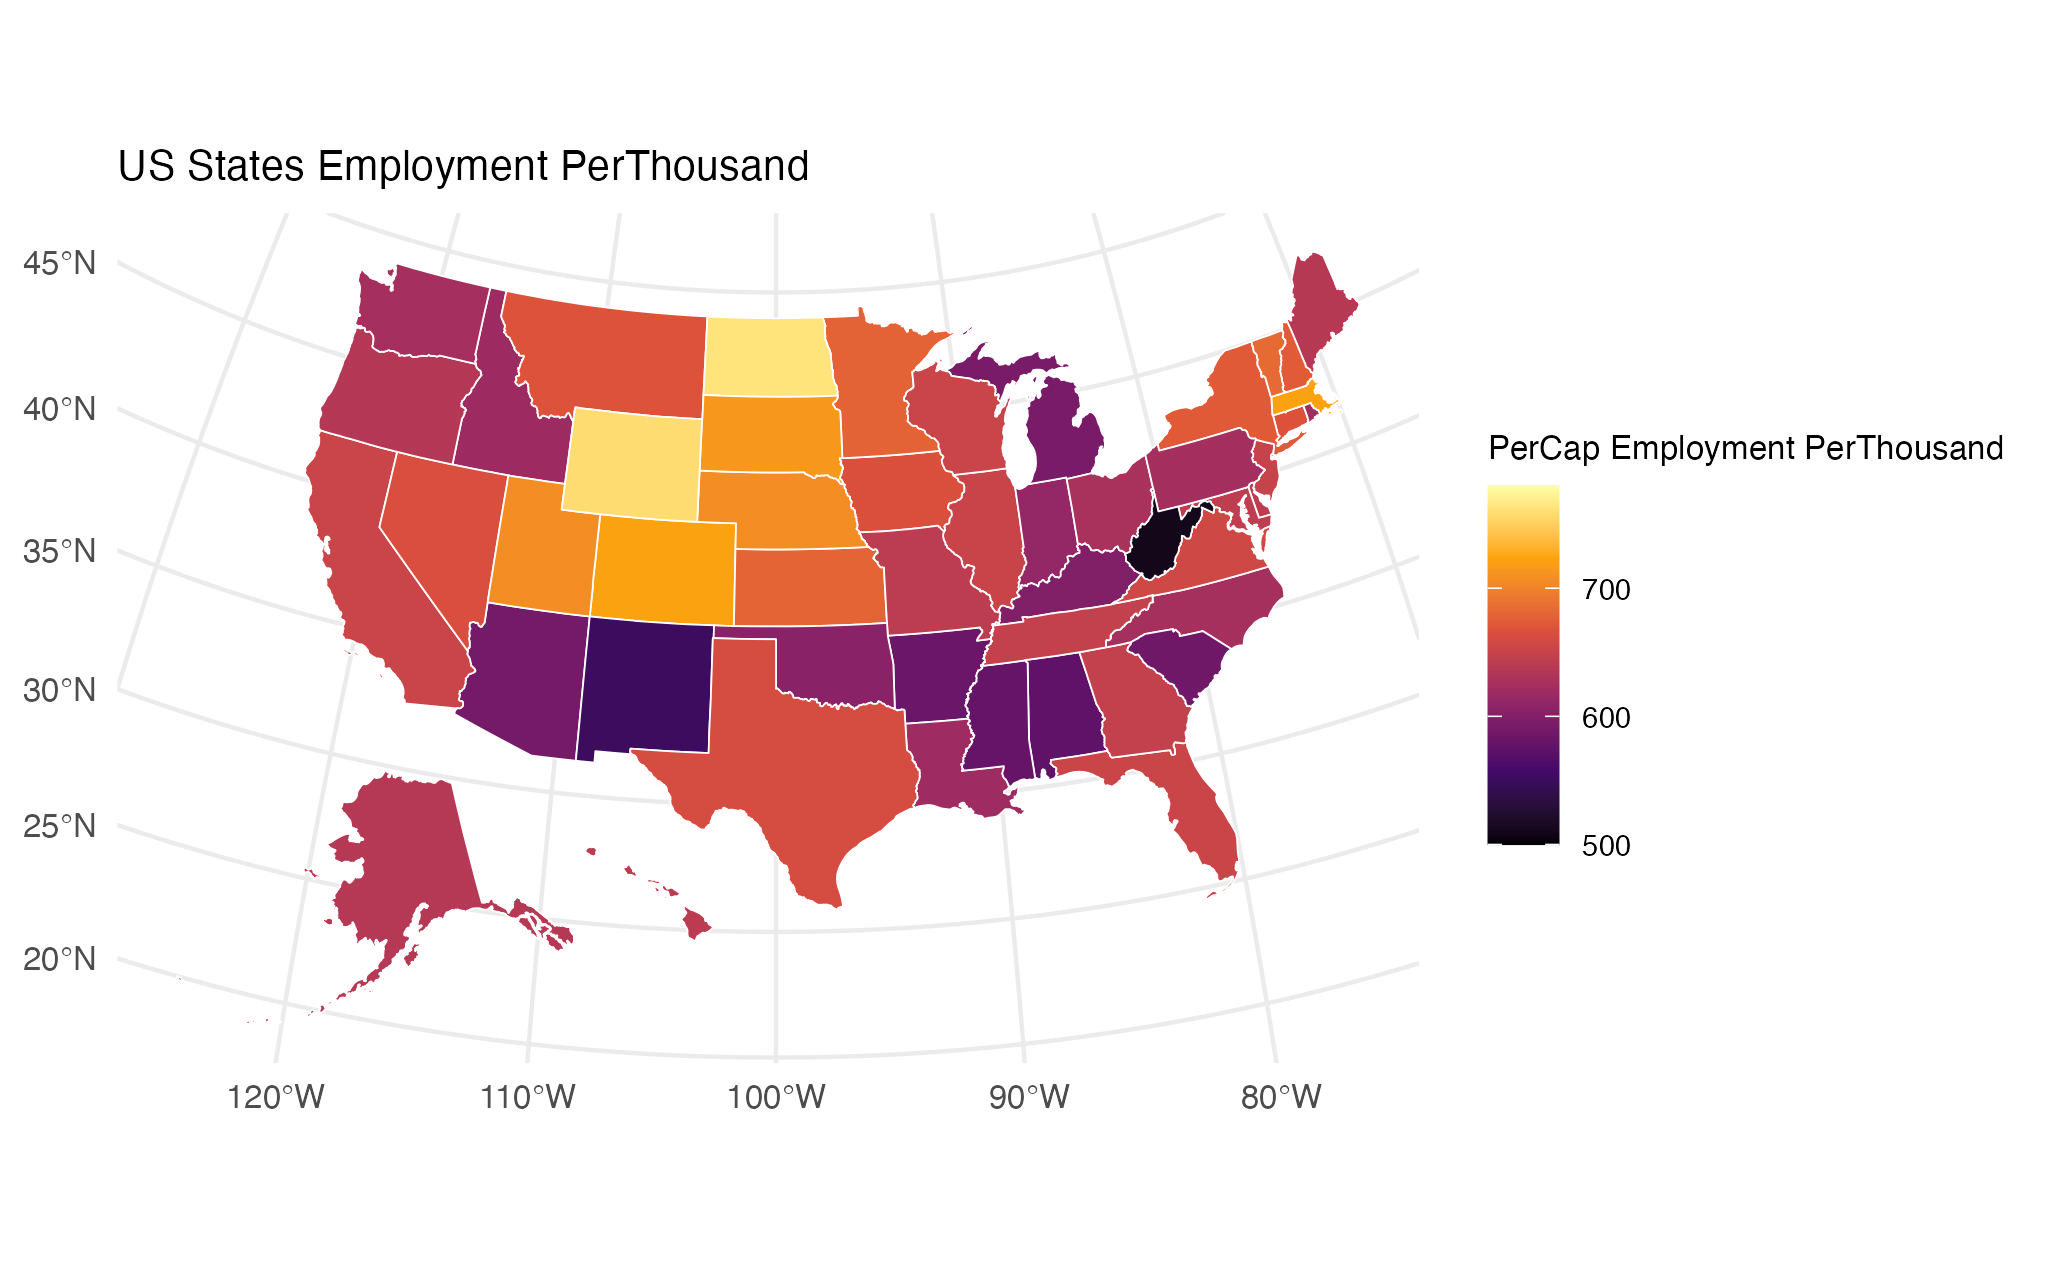 US States Employment PerThousand
45°N
40°N
35°N
30°N
25°N
20°N
120°W 110°W 100°W 90°W 80°W
PerCap Employment PerThousand
700
600
500